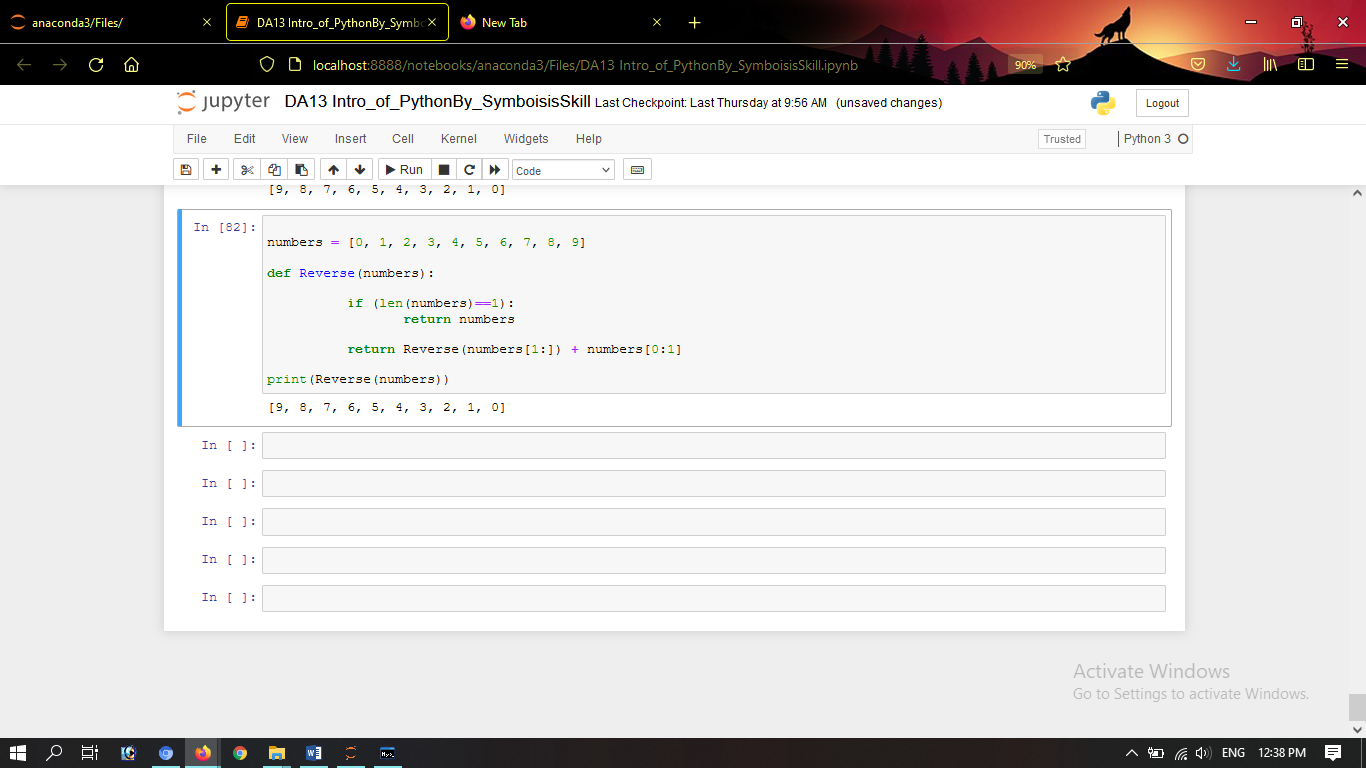 anaconda3/Files/
DA13 Intro_of_PythonBy_Symbo
New Tab
localhost:8888/notebooks/anaconda3/Files/DA13 Intro_of_PythonBy_SymboisisSkill.ipynb
90%
jupyter DA13 Intro_of_PythonBy_SymboisisSkill Last Checkpoint: Last Thursday at 9:56 AM (unsaved changes)
Logout
File Edit View Insert Cell Kernel Widgets Help
Trusted
Python 3
Run
Code
[9, 8, 7, 6, 5, 4, 3, 2, 1, 0]
In [82]:
numbers = [0, 1, 2, 3, 4, 5, 6, 7, 8, 9]
def Reverse(numbers):
if (len(numbers)==1):
return numbers
return Reverse(numbers[1:]) + numbers[0:1]
print(Reverse(numbers))
[9, 8, 7, 6, 5, 4, 3, 2, 1, 0]
In [ ]:
In [ ]:
In [ ]:
In [ ]:
In [ ]:
Activate Windows
Go to Settings to activate Windows.
ENG
12:38 PM